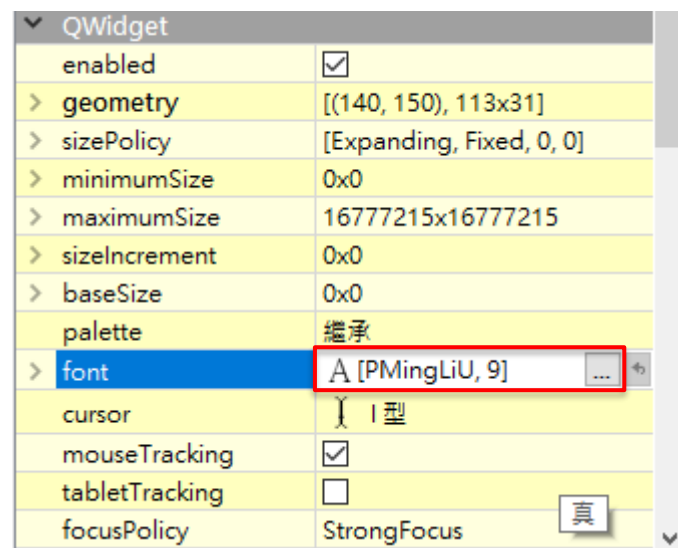 QWidget
enabled
geometry [(140, 150), 113x31]
sizePolicy [Expanding, Fixed, 0, 0]
minimumSize 0x0
maximumSize 16777215x16777215
sizeIncrement 0x0
baseSize 0x0
palette 繼承
font A [PMingLiU, 9] ...
cursor I 型
mouseTracking
tabletTracking
真
focusPolicy StrongFocus